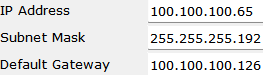 IP Address 100.100.100.65
Subnet Mask 255.255.255.192
Default Gateway 100.100.100.126